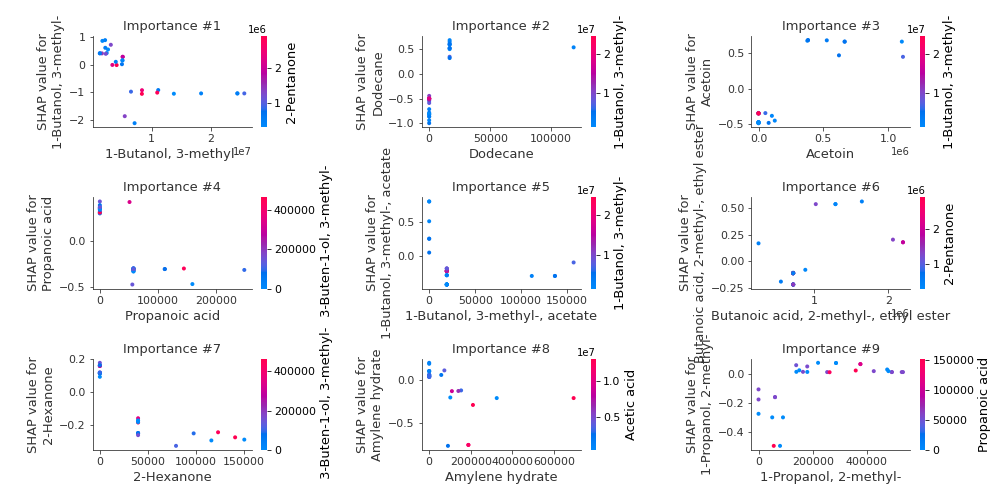 Importance #1
1e6
SHAP value for
1-Butanol, 3-methyl-
1
0
−1
−2
1
2
1e7
1-Butanol, 3-methyl-
2
1
2-Pentanone
Importance #2
1e7
SHAP value for
Dodecane
0.5
0.0
−0.5
−1.0
0
50000
100000
Dodecane
2
1
1-Butanol, 3-methyl-
Importance #3
1e7
SHAP value for
Acetoin
0.5
0.0
−0.5
0.0
0.5
1.0
1e6
Acetoin
2
1
1-Butanol, 3-methyl-
Importance #4
SHAP value for
Propanoic acid
0.0
−0.5
0
100000
200000
Propanoic acid
400000
200000
0
3-Buten-1-ol, 3-methyl-
Importance #5
1e7
SHAP value for
1-Butanol, 3-methyl-, acetate
0.5
0.0
0
50000
100000
150000
1-Butanol, 3-methyl-, acetate
2
1
1-Butanol, 3-methyl-
Importance #6
1e6
SHAP value for
Butanoic acid, 2-methyl-, ethyl ester
0.50
0.25
0.00
−0.25
1
2
1e6
Butanoic acid, 2-methyl-, ethyl ester
2
1
2-Pentanone
Importance #7
SHAP value for
2-Hexanone
0.2
0.0
−0.2
0
50000
100000
150000
2-Hexanone
400000
200000
0
3-Buten-1-ol, 3-methyl-
Importance #8
1e7
SHAP value for
Amylene hydrate
0.0
−0.5
0
200000
400000
600000
Amylene hydrate
1.0
0.5
Acetic acid
Importance #9
SHAP value for
1-Propanol, 2-methyl-
0.0
−0.2
−0.4
0
200000
400000
1-Propanol, 2-methyl-
150000
100000
50000
0
Propanoic acid